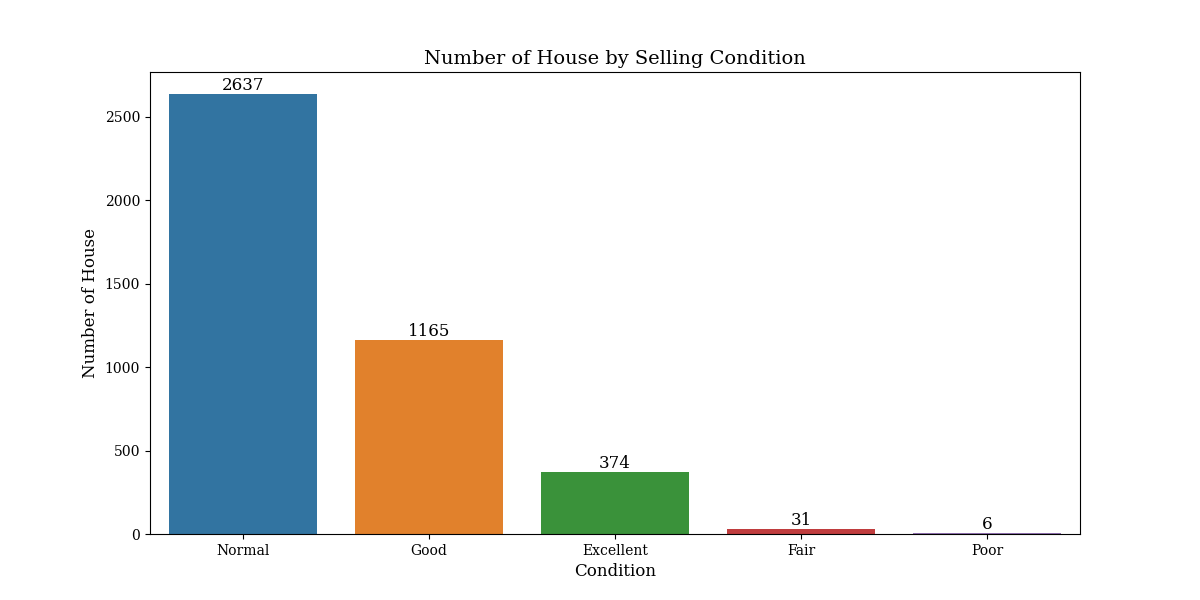 Number of House by Selling Condition
Number of House
2500
2000
1500
1000
500
0
2637
1165
374
31
6
Normal
Good
Excellent
Fair
Poor
Condition